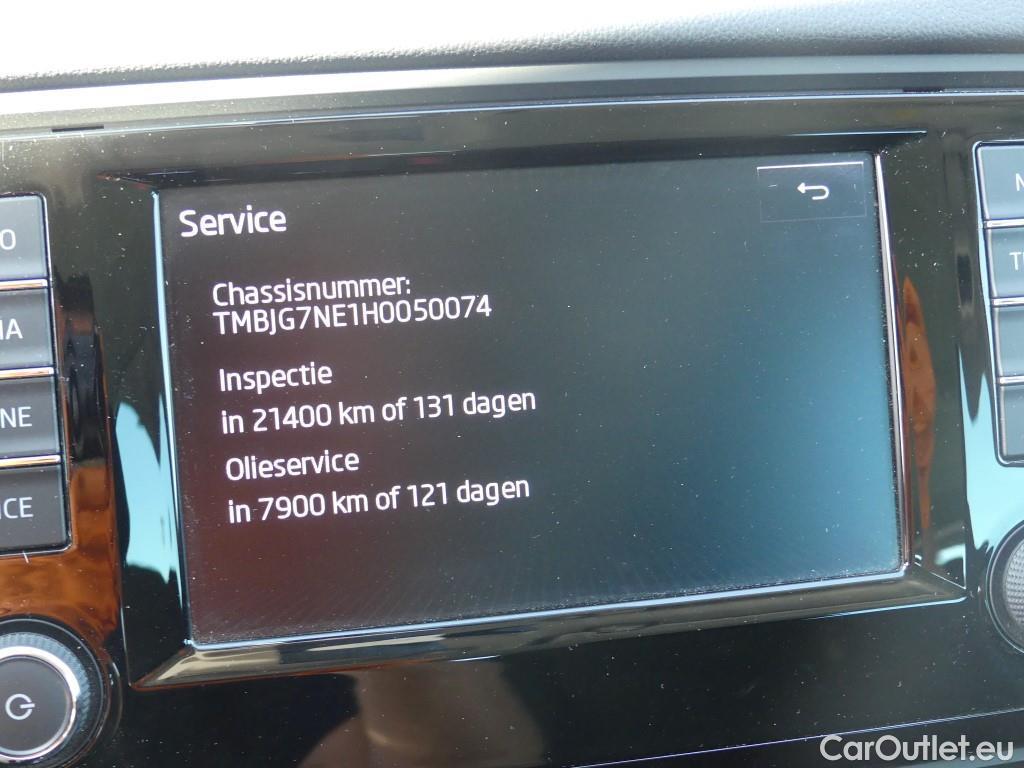 Service
Chassisnummer:
TMBJG7NE1H0050074
Inspectie
in 21400 km of 131 dagen
Olieservice
in 7900 km of 121 dagen
CarOutlet.eu